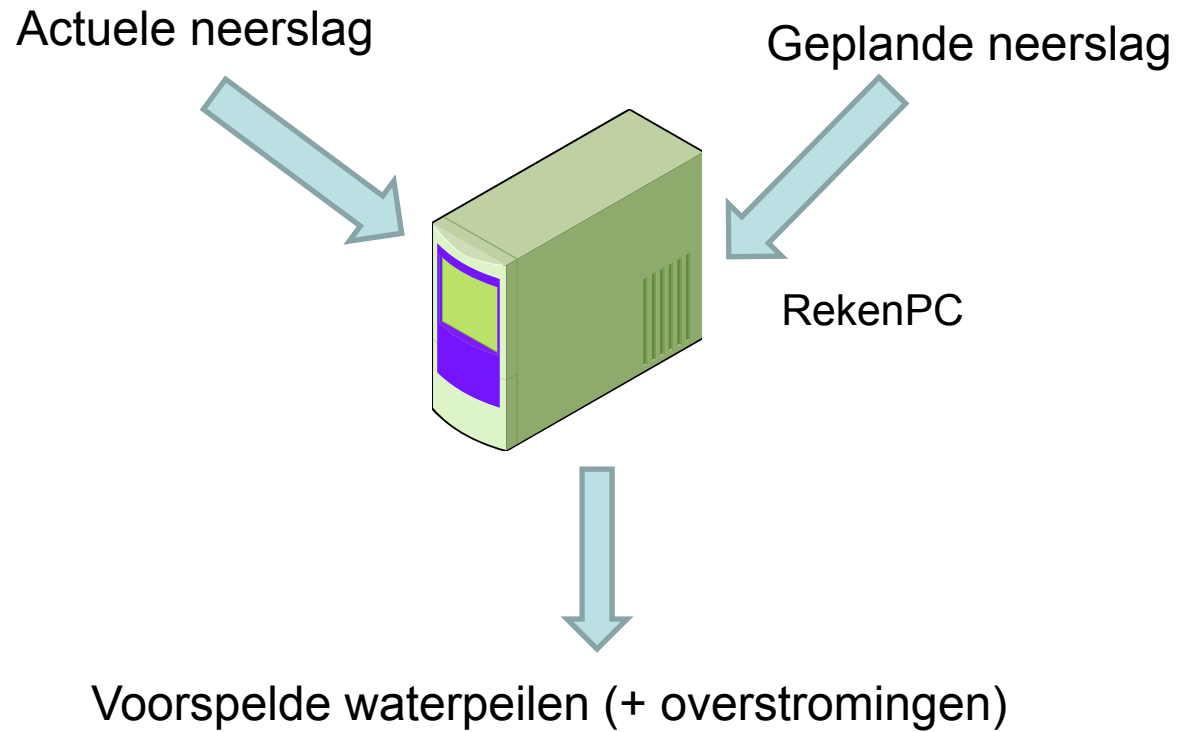 Actuele neerslag
Geplande neerslag
RekenPC
Voorspelde waterpeilen (+ overstromingen)